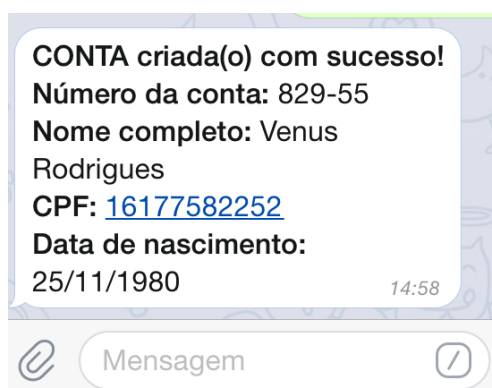 CONTA criada(o) com sucesso!
Número da conta: 829-55
Nome completo: Venus
Rodrigues
CPF: 16177582252
Data de nascimento:
25/11/1980
14:58
Mensagem